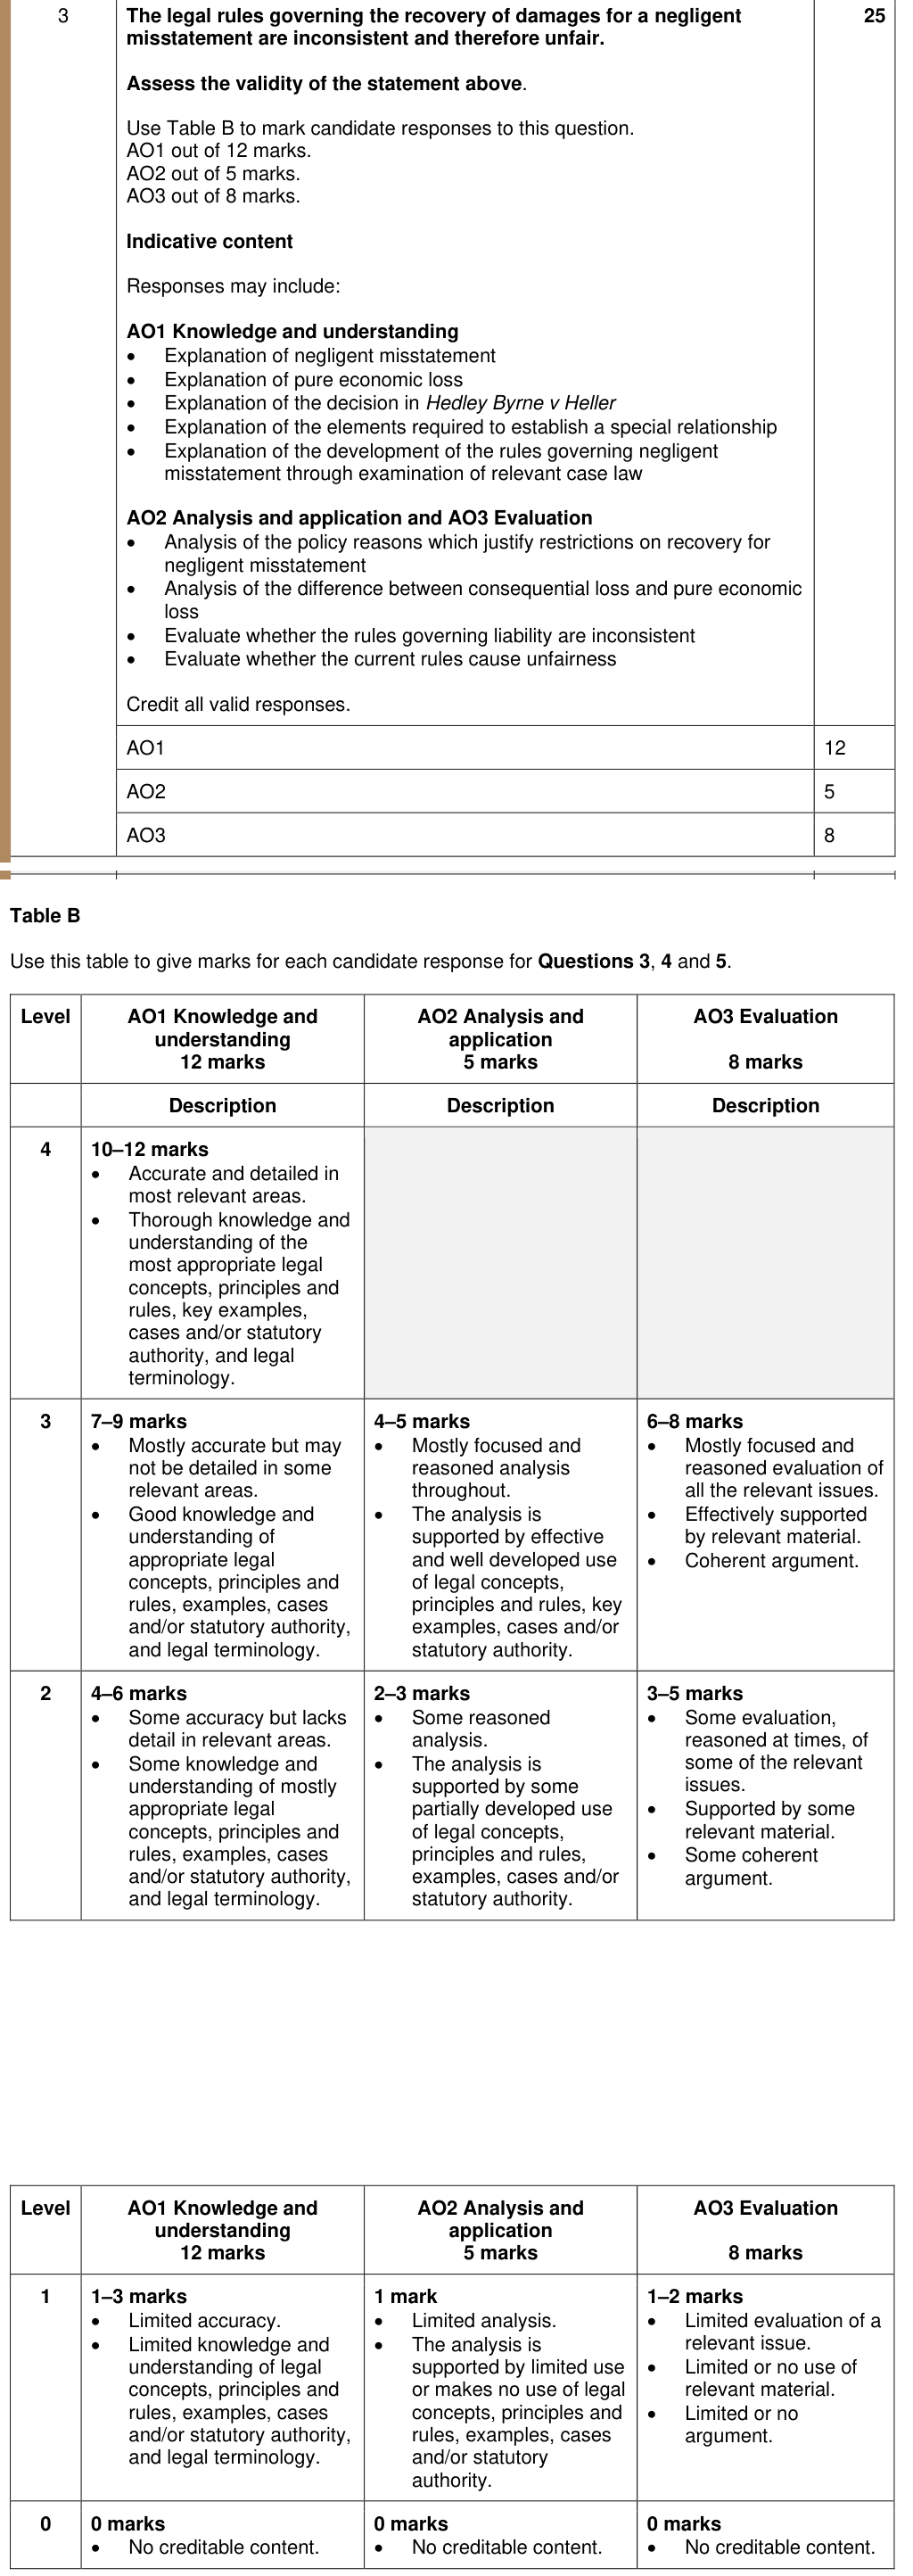 3
The legal rules governing the recovery of damages for a negligent
misstatement are inconsistent and therefore unfair.
25
Assess the validity of the statement above.
Use Table B to mark candidate responses to this question.
AO1 out of 12 marks.
AO2 out of 5 marks.
AO3 out of 8 marks.
Indicative content
Responses may include:
AO1 Knowledge and understanding
• Explanation of negligent misstatement
• Explanation of pure economic loss
• Explanation of the decision in Hedley Byrne v Heller
• Explanation of the elements required to establish a special relationship
• Explanation of the development of the rules governing negligent
misstatement through examination of relevant case law
AO2 Analysis and application and AO3 Evaluation
• Analysis of the policy reasons which justify restrictions on recovery for
negligent misstatement
• Analysis of the difference between consequential loss and pure economic
loss
• Evaluate whether the rules governing liability are inconsistent
• Evaluate whether the current rules cause unfairness
Credit all valid responses.
AO1 12
AO2 5
AO3 8
Table B
Use this table to give marks for each candidate response for Questions 3, 4 and 5.
Level
AO1 Knowledge and
understanding
12 marks
AO2 Analysis and
application
5 marks
AO3 Evaluation
8 marks
Description
Description
Description
4
10–12 marks
• Accurate and detailed in
most relevant areas.
• Thorough knowledge and
understanding of the
most appropriate legal
concepts, principles and
rules, key examples,
cases and/or statutory
authority, and legal
terminology.
3
7–9 marks
• Mostly accurate but may
not be detailed in some
relevant areas.
• Good knowledge and
understanding of
appropriate legal
concepts, principles and
rules, examples, cases
and/or statutory authority,
and legal terminology.
4–5 marks
• Mostly focused and
reasoned analysis
throughout.
• The analysis is
supported by effective
and well developed use
of legal concepts,
principles and rules, key
examples, cases and/or
statutory authority.
6–8 marks
• Mostly focused and
reasoned evaluation of
all the relevant issues.
• Effectively supported
by relevant material.
• Coherent argument.
2
4–6 marks
• Some accuracy but lacks
detail in relevant areas.
• Some knowledge and
understanding of mostly
appropriate legal
concepts, principles and
rules, examples, cases
and/or statutory authority,
and legal terminology.
2–3 marks
• Some reasoned
analysis.
• The analysis is
supported by some
partially developed use
of legal concepts,
principles and rules,
examples, cases and/or
statutory authority.
3–5 marks
• Some evaluation,
reasoned at times, of
some of the relevant
issues.
• Supported by some
relevant material.
• Some coherent
argument.
Level
AO1 Knowledge and
understanding
12 marks
AO2 Analysis and
application
5 marks
AO3 Evaluation
8 marks
1
1–3 marks
• Limited accuracy.
• Limited knowledge and
understanding of legal
concepts, principles and
rules, examples, cases
and/or statutory authority,
and legal terminology.
1 mark
• Limited analysis.
• The analysis is
supported by limited use
or makes no use of legal
concepts, principles and
rules, examples, cases
and/or statutory
authority.
1–2 marks
• Limited evaluation of a
relevant issue.
• Limited or no use of
relevant material.
• Limited or no
argument.
0
0 marks
• No creditable content.
0 marks
• No creditable content.
0 marks
• No creditable content.